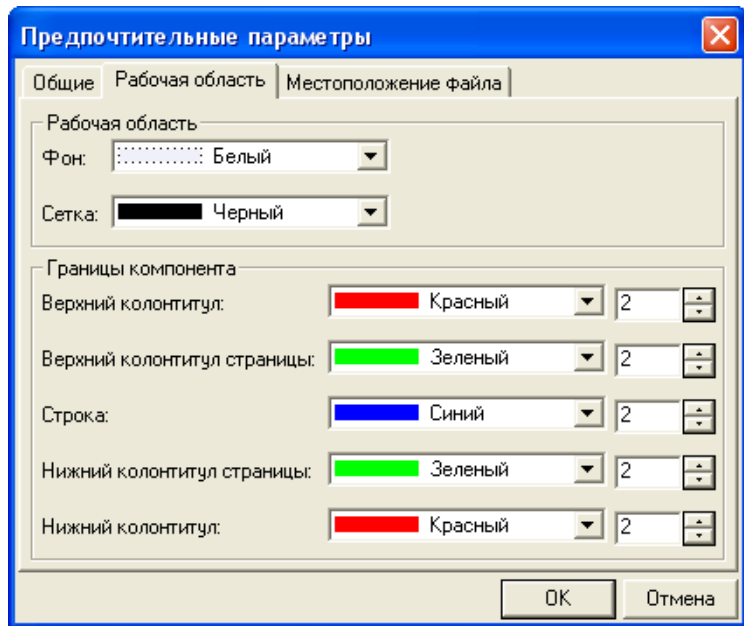 Предпочтительные параметры
Общие Рабочая область Местоположение файла
Рабочая область
Фон: Белый
Сетка: Черный
Границы компонента
Верхний колонтитул: Красный 2
Верхний колонтитул страницы: Зеленый 2
Строка: Синий 2
Нижний колонтитул страницы: Зеленый 2
Нижний колонтитул: Красный 2
OK Отмена